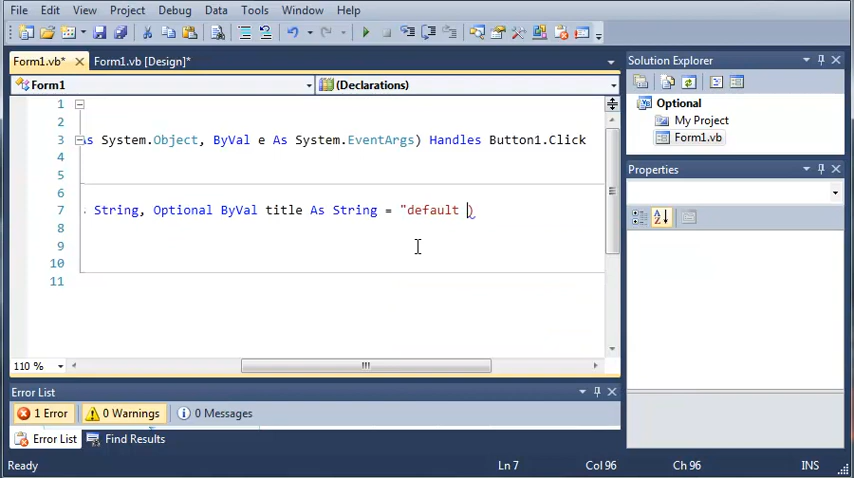 File Edit View Project Debug Data Tools Window Help
Form1.vb* Form1.vb [Design]*
Form1 (Declarations)
1
2
3 As System.Object, ByVal e As System.EventArgs) Handles Button1.Click
4
5
6
7 String, Optional ByVal title As String = "default )
8
9
10
11
110 %
Error List
1 Error 0 Warnings 0 Messages
Error List Find Results
Ready Ln 7 Col 96 Ch 96 INS
Solution Explorer
Optional
My Project
Form1.vb
Properties